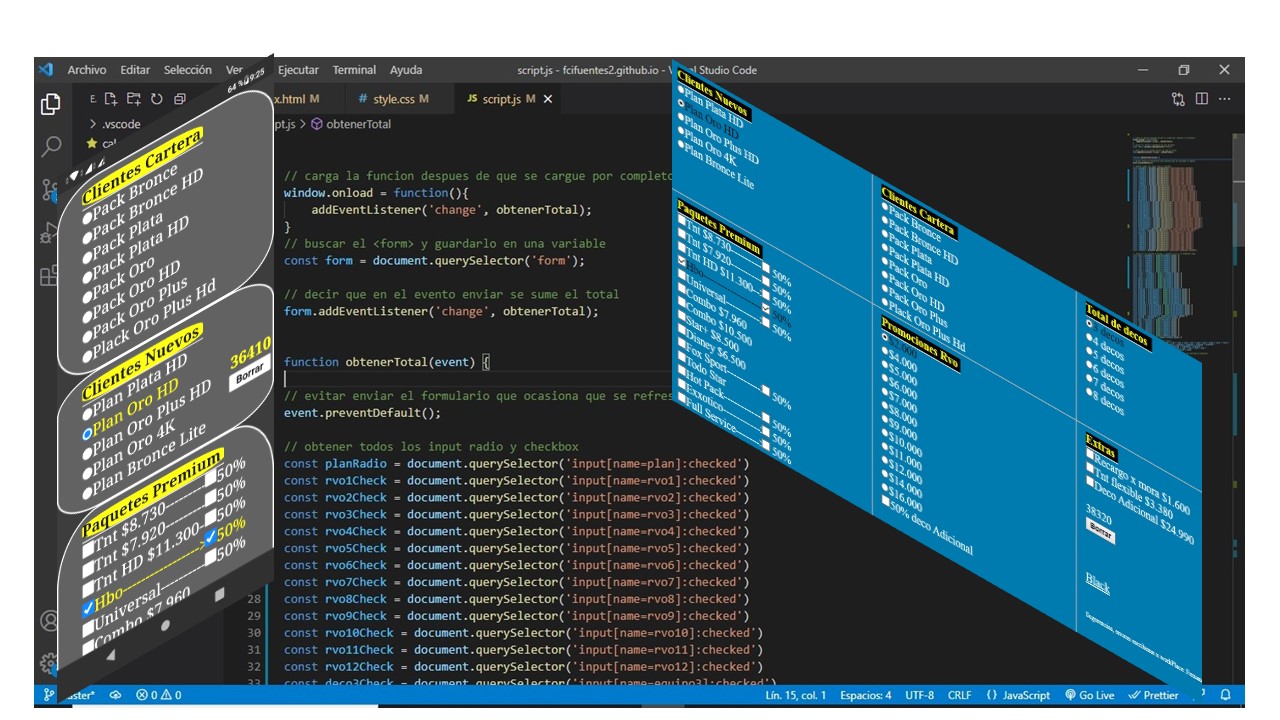 Archivo Editar Selección Ver Ejecutar Terminal Ayuda
script.js - fcifuentes2.github.io - Visual Studio Code
x.html M
# style.css M
JS script.js M
.vscode
pt.js > obtenerTotal
// carga la funcion despues de que se cargue por completo
window.onload = function(){
addEventListener('change', obtenerTotal);
}
// buscar el <form> y guardarlo en una variable
const form = document.querySelector('form');
// decir que en el evento enviar se sume el total
form.addEventListener('change', obtenerTotal);
function obtenerTotal(event) {
// evitar enviar el formulario que ocasiona que se refres
event.preventDefault();
// obtener todos los input radio y checkbox
const planRadio = document.querySelector('input[name=plan]:checked')
const rvo1Check = document.querySelector('input[name=rvo1]:checked')
const rvo2Check = document.querySelector('input[name=rvo2]:checked')
const rvo3Check = document.querySelector('input[name=rvo3]:checked')
const rvo4Check = document.querySelector('input[name=rvo4]:checked')
const rvo5Check = document.querySelector('input[name=rvo5]:checked')
const rvo6Check = document.querySelector('input[name=rvo6]:checked')
const rvo7Check = document.querySelector('input[name=rvo7]:checked')
28 const rvo8Check = document.querySelector('input[name=rvo8]:checked')
29 const rvo9Check = document.querySelector('input[name=rvo9]:checked')
30 const rvo10Check = document.querySelector('input[name=rvo10]:checked')
31 const rvo11Check = document.querySelector('input[name=rvo11]:checked')
32 const rvo12Check = document.querySelector('input[name=rvo12]:checked')
33 const deco3Check = document.querySelector('input[name=equipo3]:checked')
64 % 9:25
Clientes Cartera
Pack Bronce
Pack Bronce HD
Pack Plata
Pack Plata HD
Pack Oro
Pack Oro HD
Pack Oro Plus
Plack Oro Plus Hd
Clientes Nuevos
Plan Plata HD
Plan Oro HD
Plan Oro Plus HD
Plan Oro 4K
Plan Bronce Lite
36410
Borrar
Paquetes Premium
Tnt $8.730 50%
Tnt $7.920 50%
Tnt HD $11.300 50%
Hbo 50%
Universal 50%
Combo $7.960
Clientes Nuevos
Plan Plata HD
Plan Oro HD
Plan Oro Plus HD
Plan Oro 4K
Plan Bronce Lite
Clientes Cartera
Pack Bronce
Pack Bronce HD
Pack Plata
Pack Plata HD
Pack Oro
Pack Oro HD
Pack Oro Plus
Plack Oro Plus Hd
Paquetes Premium
Tnt $8.730 50%
Tnt $7.920 50%
Tnt HD $11.300 50%
Hbo 50%
Universal 50%
Combo $7.960
Combo $10.500
Star+ $8.500
Disney $6.500
Fox Sport 50%
Todo Star
Hot Pack 50%
Exxotico 50%
Full Service 50%
Promociones Rvo
$4.000
$5.000
$6.000
$7.000
$8.000
$9.000
$10.000
$11.000
$12.000
$14.000
$16.000
50% deco Adicional
Total de decos
3 decos
4 decos
5 decos
6 decos
7 decos
8 decos
Extras
Recargo x mora $1,600
Tnt flexible $3.380
Deco Adicional $24.990
38320
Borrar
Black
0 0
Lín. 15, col. 1 Espacios: 4 UTF-8 CRLF {} JavaScript Go Live Prettier